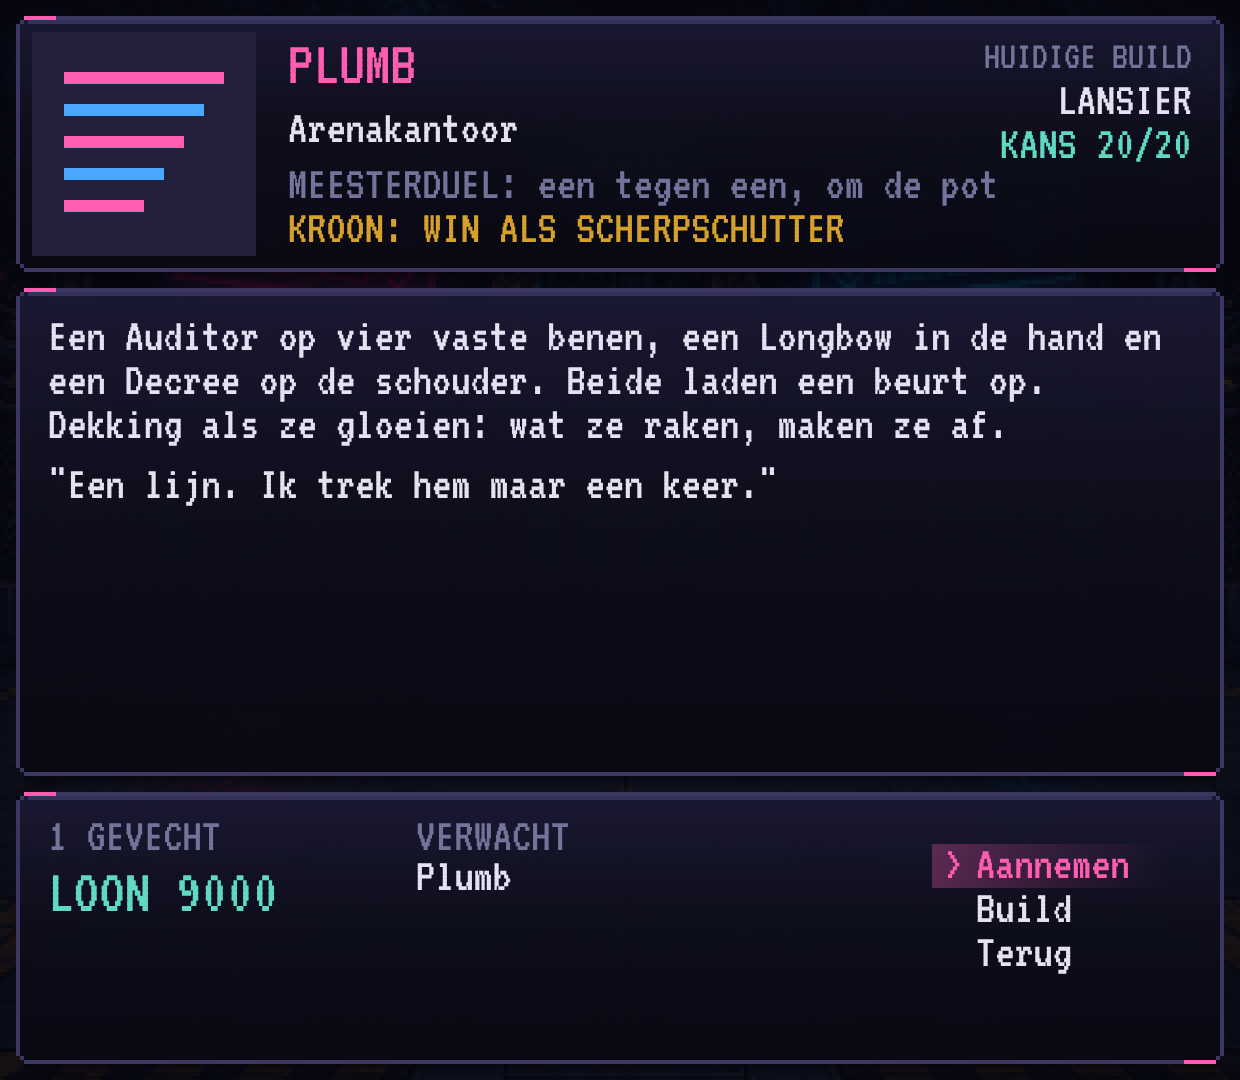 PLUMB
Arenakantoor
MEESTERDUEL: een tegen een, om de pot
KROON: WIN ALS SCHERPSCHUTTER
HUIDIGE BUILD
LANSIER
KANS 20/20
Een Auditor op vier vaste benen, een Longbow in de hand en
een Decree op de schouder. Beide laden een beurt op.
Dekking als ze gloeien: wat ze raken, maken ze af.
"Een lijn. Ik trek hem maar een keer."
1 GEVECHT
LOON 9000
VERWACHT
Plumb
> Aannemen
Build
Terug